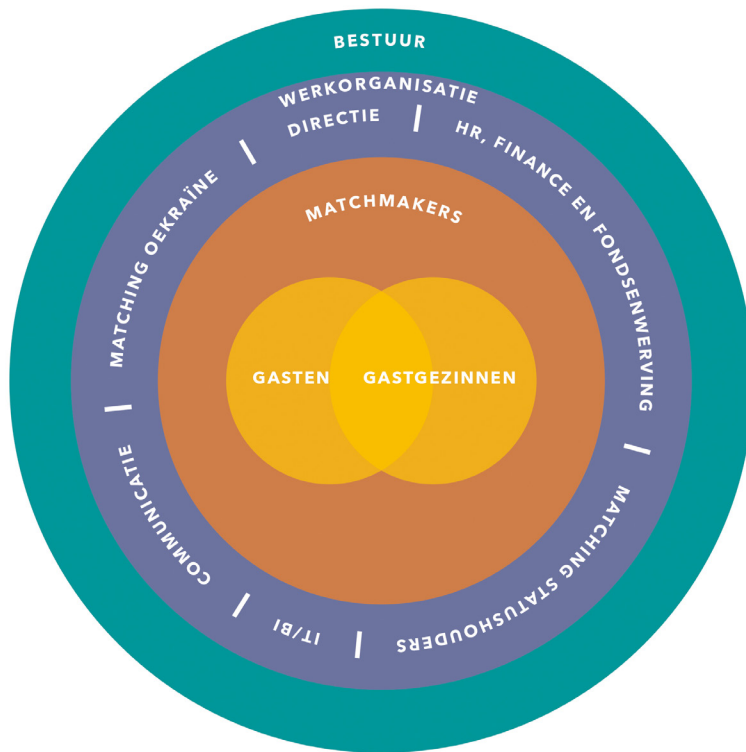 BESTUUR
WERKORGANISATIE
DIRECTIE
HR, FINANCE EN FONDSENWERVING
MATCHING STATUSHOUDERS
IT/BI
COMMUNICATIE
MATCHING OEKRAÏNE
MATCHMAKERS
GASTEN
GASTGEZINNEN